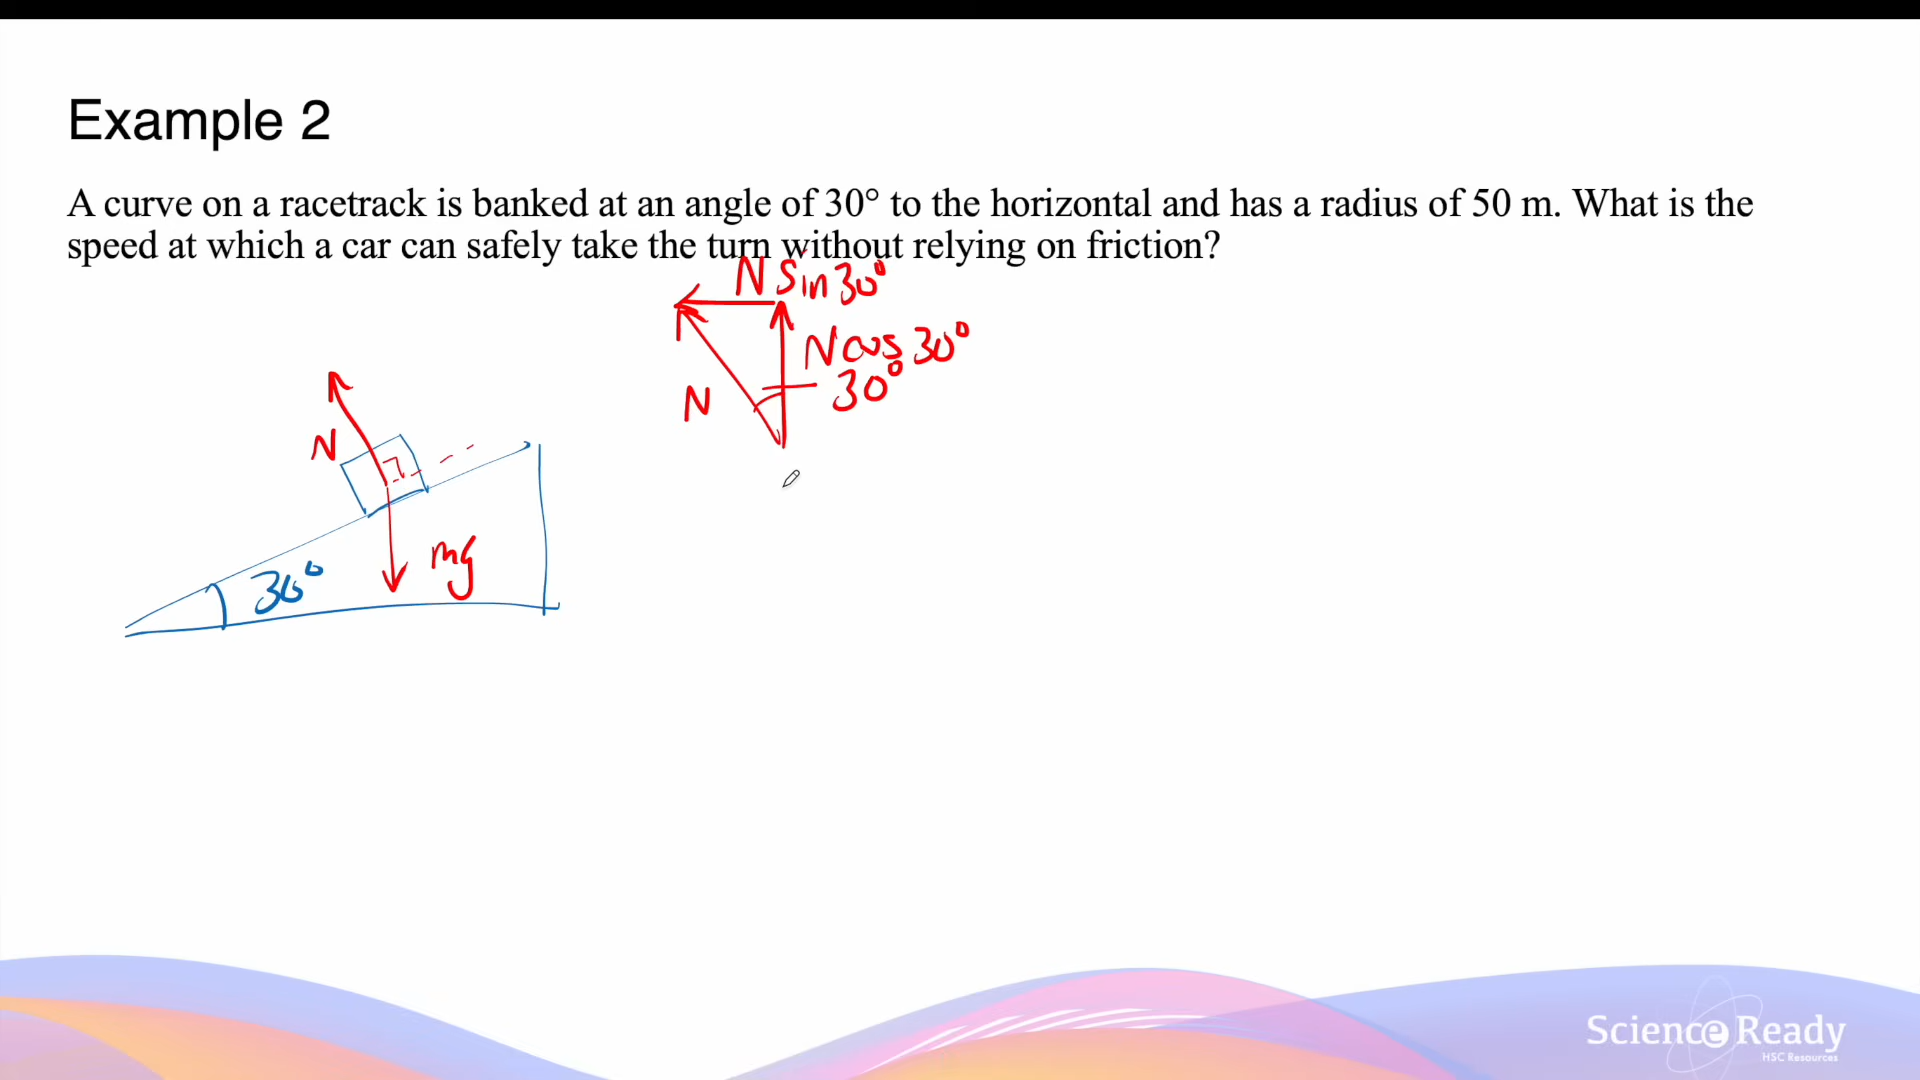 Example 2
A curve on a racetrack is banked at an angle of 30° to the horizontal and has a radius of 50 m. What is the
speed at which a car can safely take the turn without relying on friction?
N sin 30°
N cos 30°
30°
N
N
mg
30°
Science Ready
HSC Resources